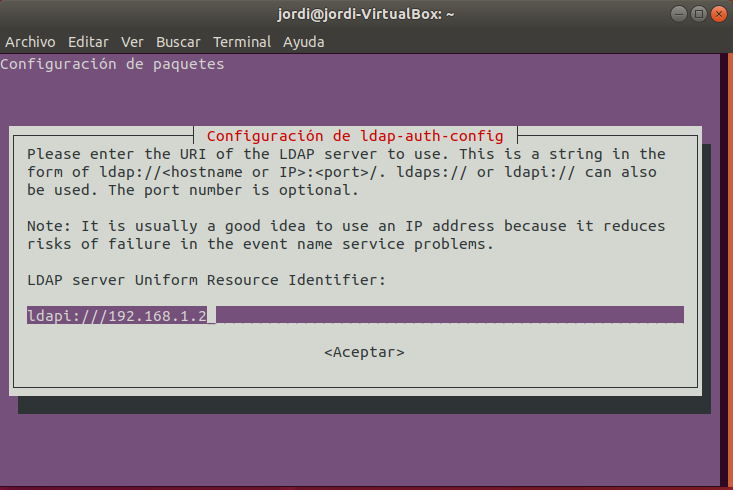 jordi@jordi-VirtualBox: ~
Archivo Editar Ver Buscar Terminal Ayuda
Configuración de paquetes
Configuración de ldap-auth-config
Please enter the URI of the LDAP server to use. This is a string in the
form of ldap://<hostname or IP>:<port>/. ldaps:// or ldapi:// can also
be used. The port number is optional.
Note: It is usually a good idea to use an IP address because it reduces
risks of failure in the event name service problems.
LDAP server Uniform Resource Identifier:
ldapi:///192.168.1.2
<Aceptar>